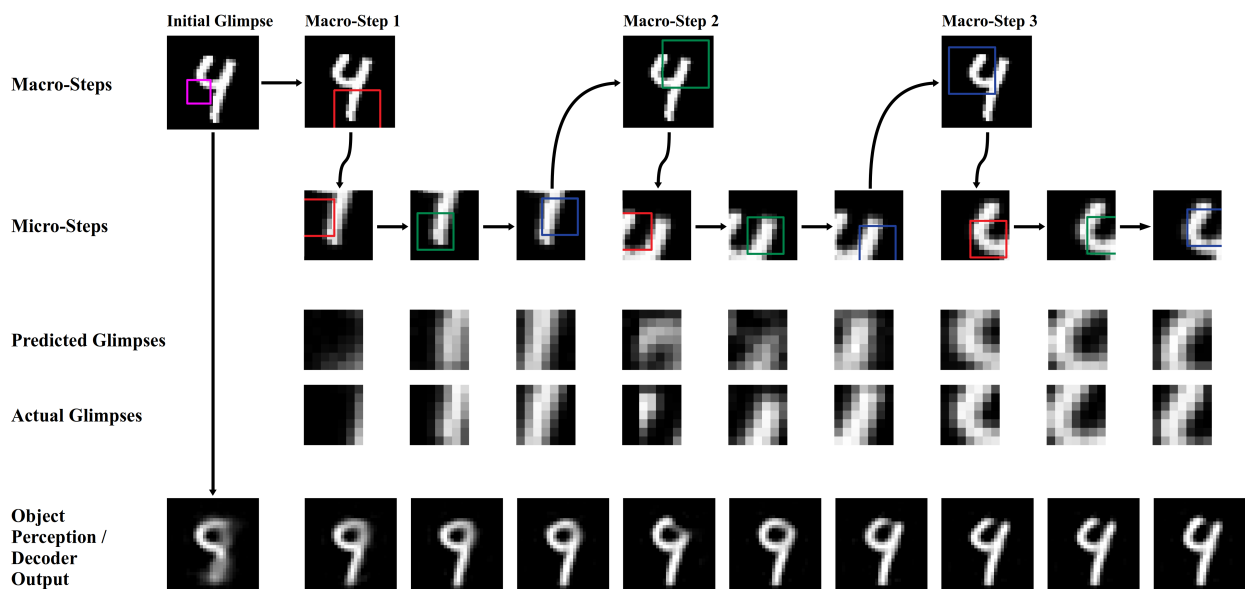 Initial Glimpse
Macro-Step 1
Macro-Step 2
Macro-Step 3
Macro-Steps
Micro-Steps
Predicted Glimpses
Actual Glimpses
Object
Perception /
Decoder
Output